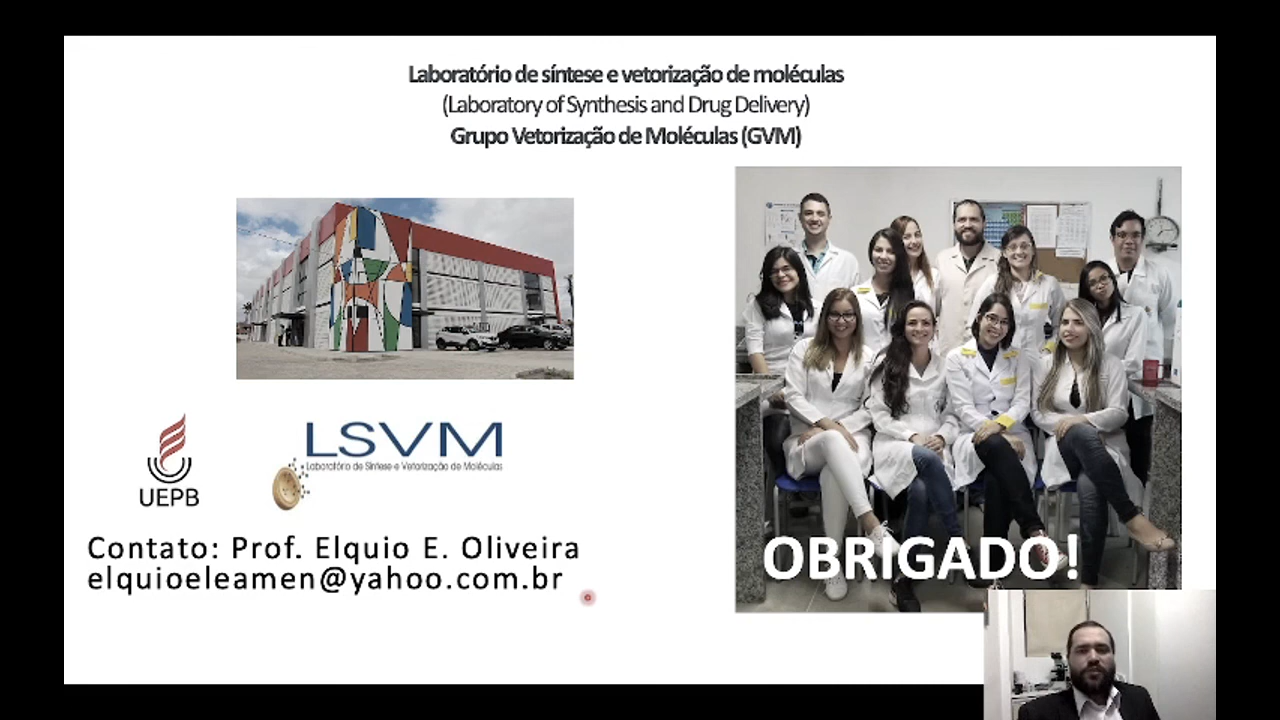 Laboratório de síntese e vetorização de moléculas
(Laboratory of Synthesis and Drug Delivery)
Grupo Vetorização de Moléculas (GVM)
LSVM
Laboratório de Síntese e Vetorização de Moléculas
UEPB
Contato: Prof. Elquio E. Oliveira
elquioeleamen@yahoo.com.br
OBRIGADO!